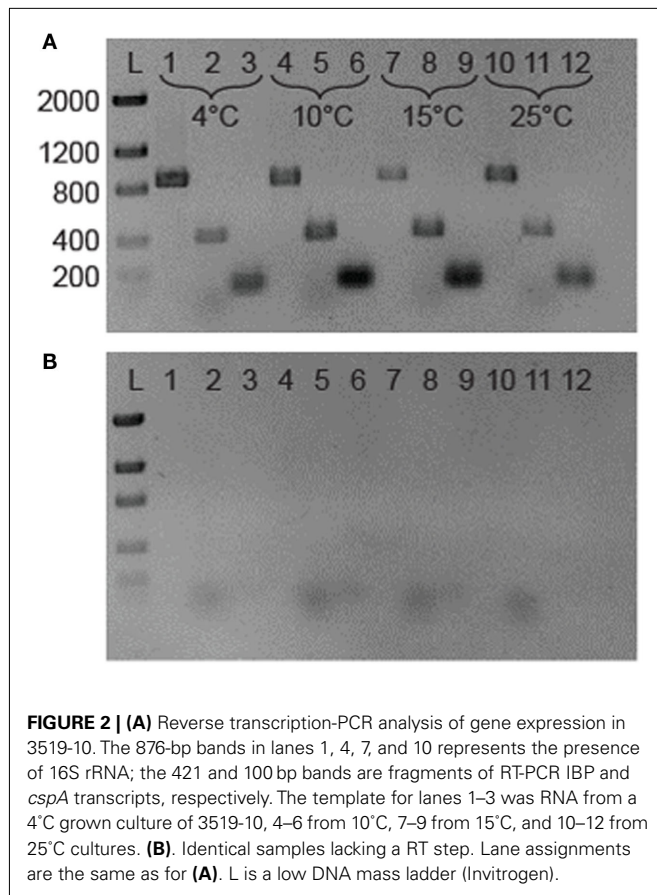 A
L 1 2 3 4 5 6 7 8 9 10 11 12
4°C 10°C 15°C 25°C
2000
1200
800
400
200
B
L 1 2 3 4 5 6 7 8 9 10 11 12
FIGURE 2 | (A) Reverse transcription-PCR analysis of gene expression in
3519-10. The 876-bp bands in lanes 1, 4, 7, and 10 represents the presence
of 16S rRNA; the 421 and 100 bp bands are fragments of RT-PCR IBP and
cspA transcripts, respectively. The template for lanes 1–3 was RNA from a
4˚C grown culture of 3519-10, 4–6 from 10˚C, 7–9 from 15˚C, and 10–12 from
25˚C cultures. (B). Identical samples lacking a RT step. Lane assignments
are the same as for (A). L is a low DNA mass ladder (Invitrogen).